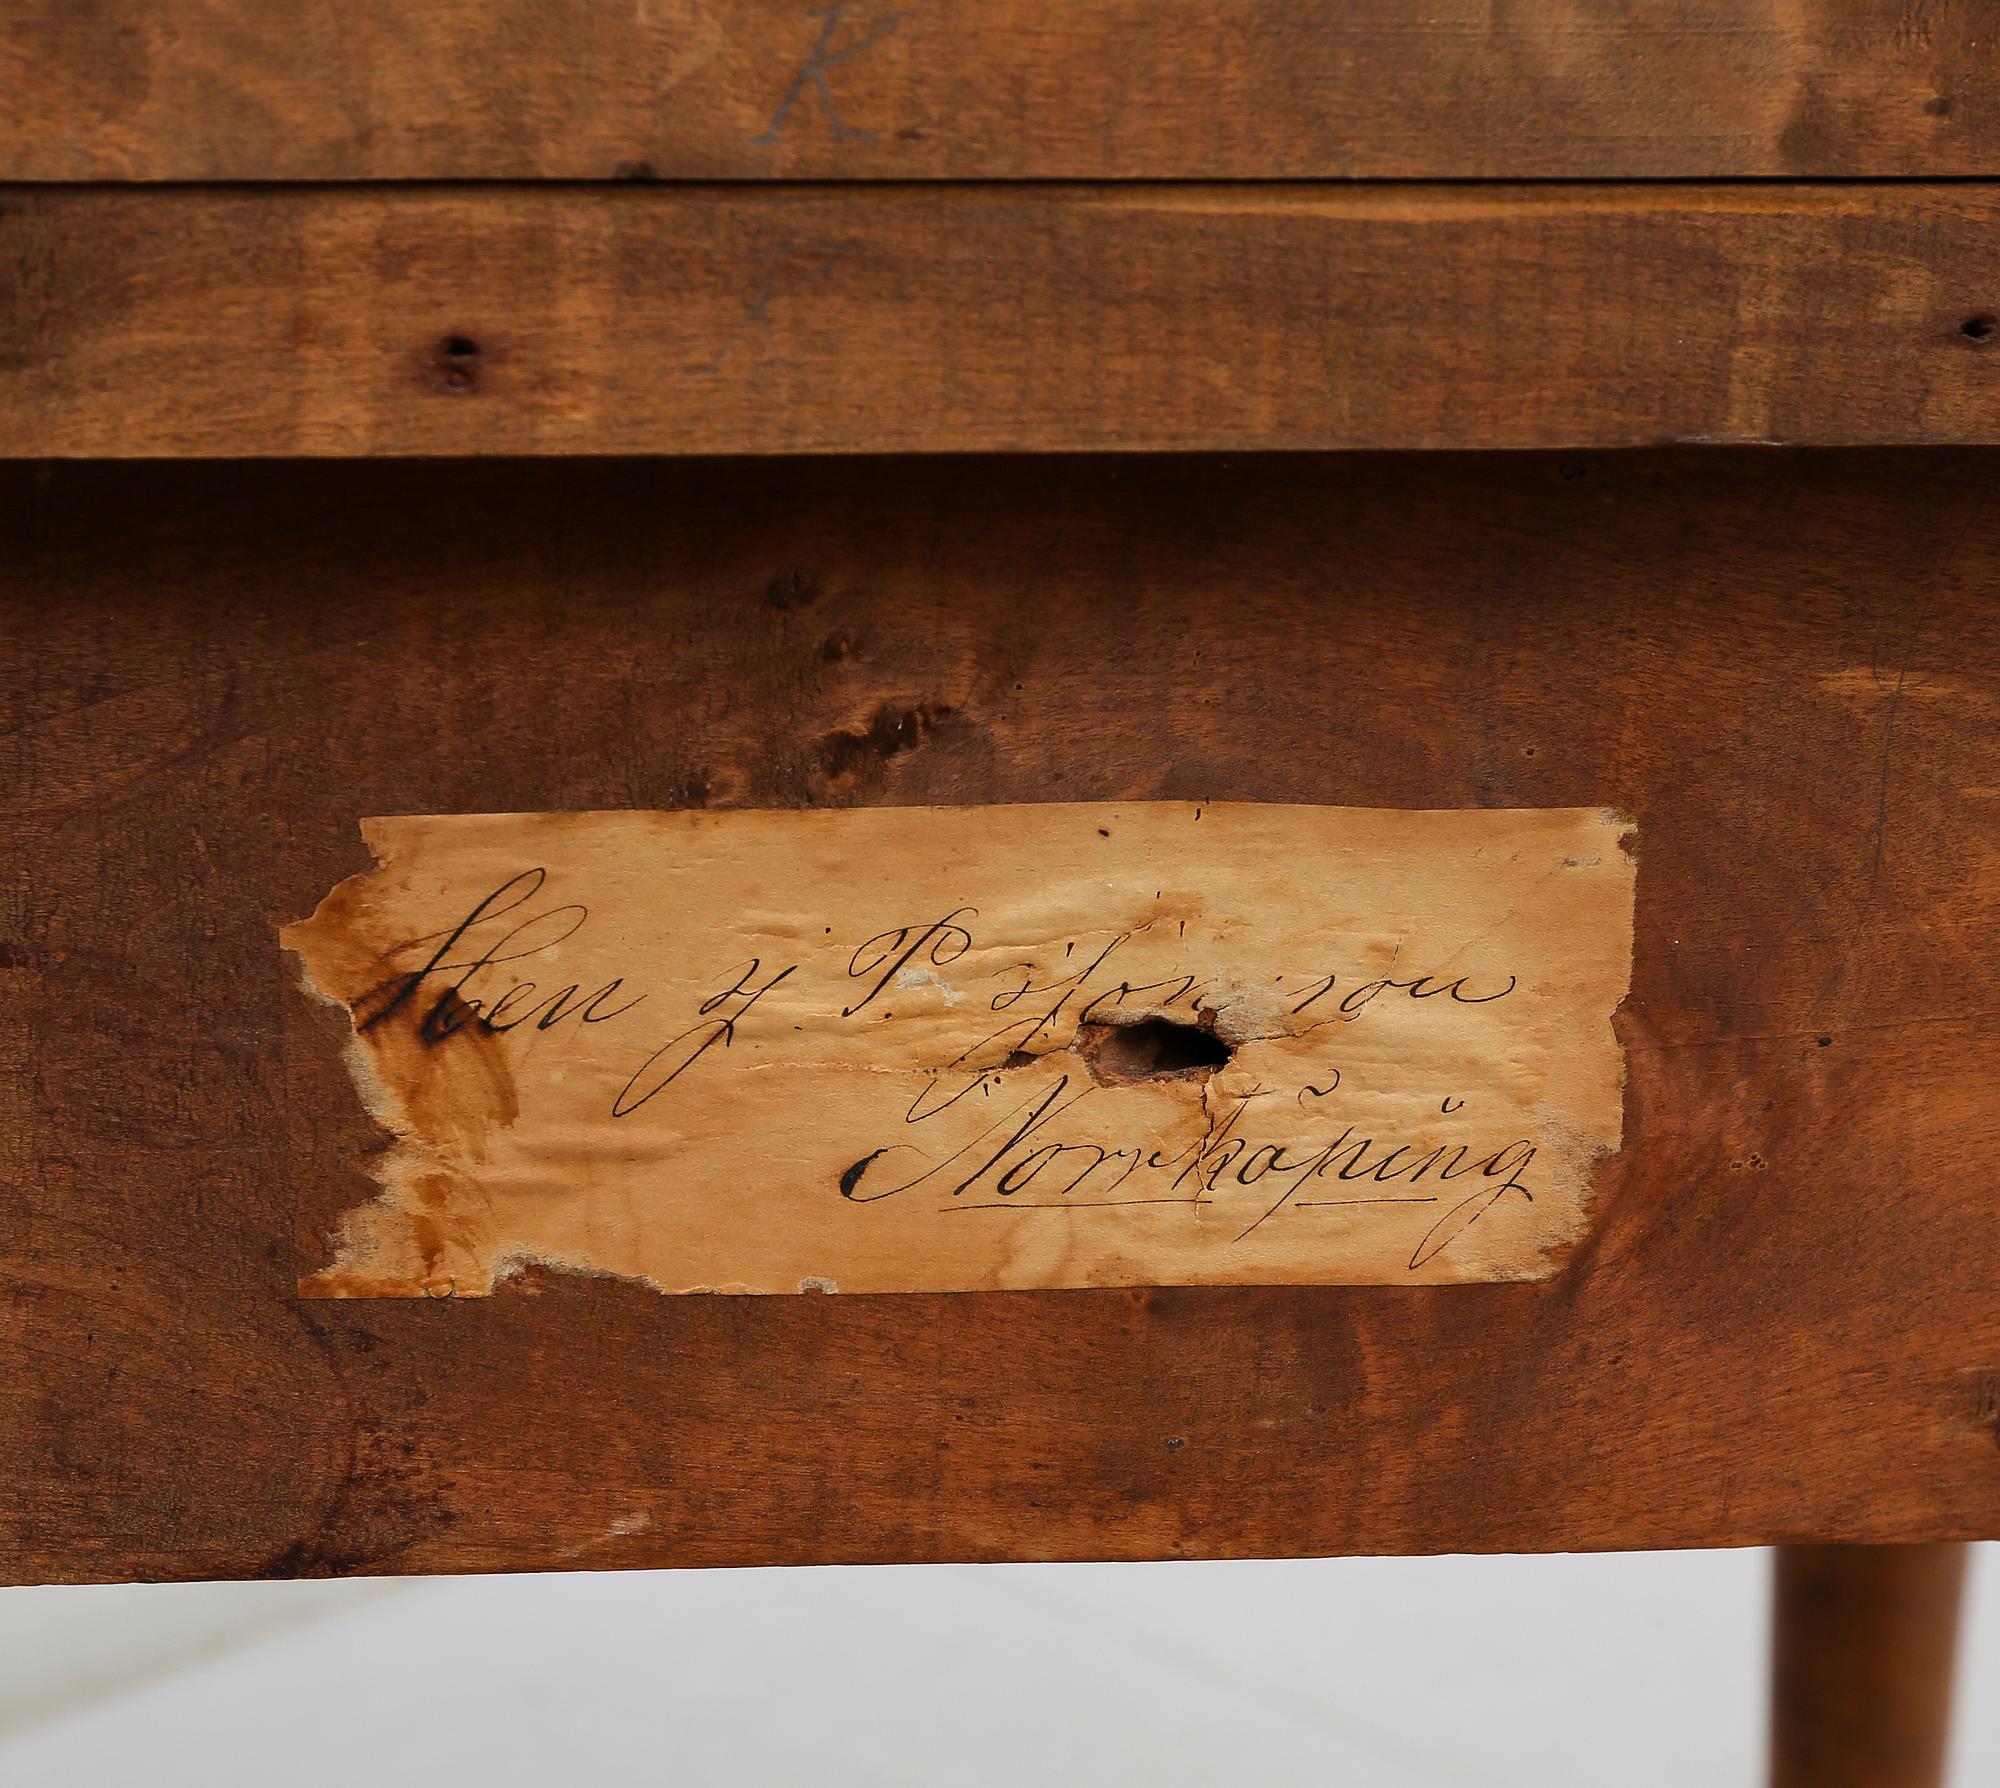 K
K
Herr J. P. Jonsson
Norrköping